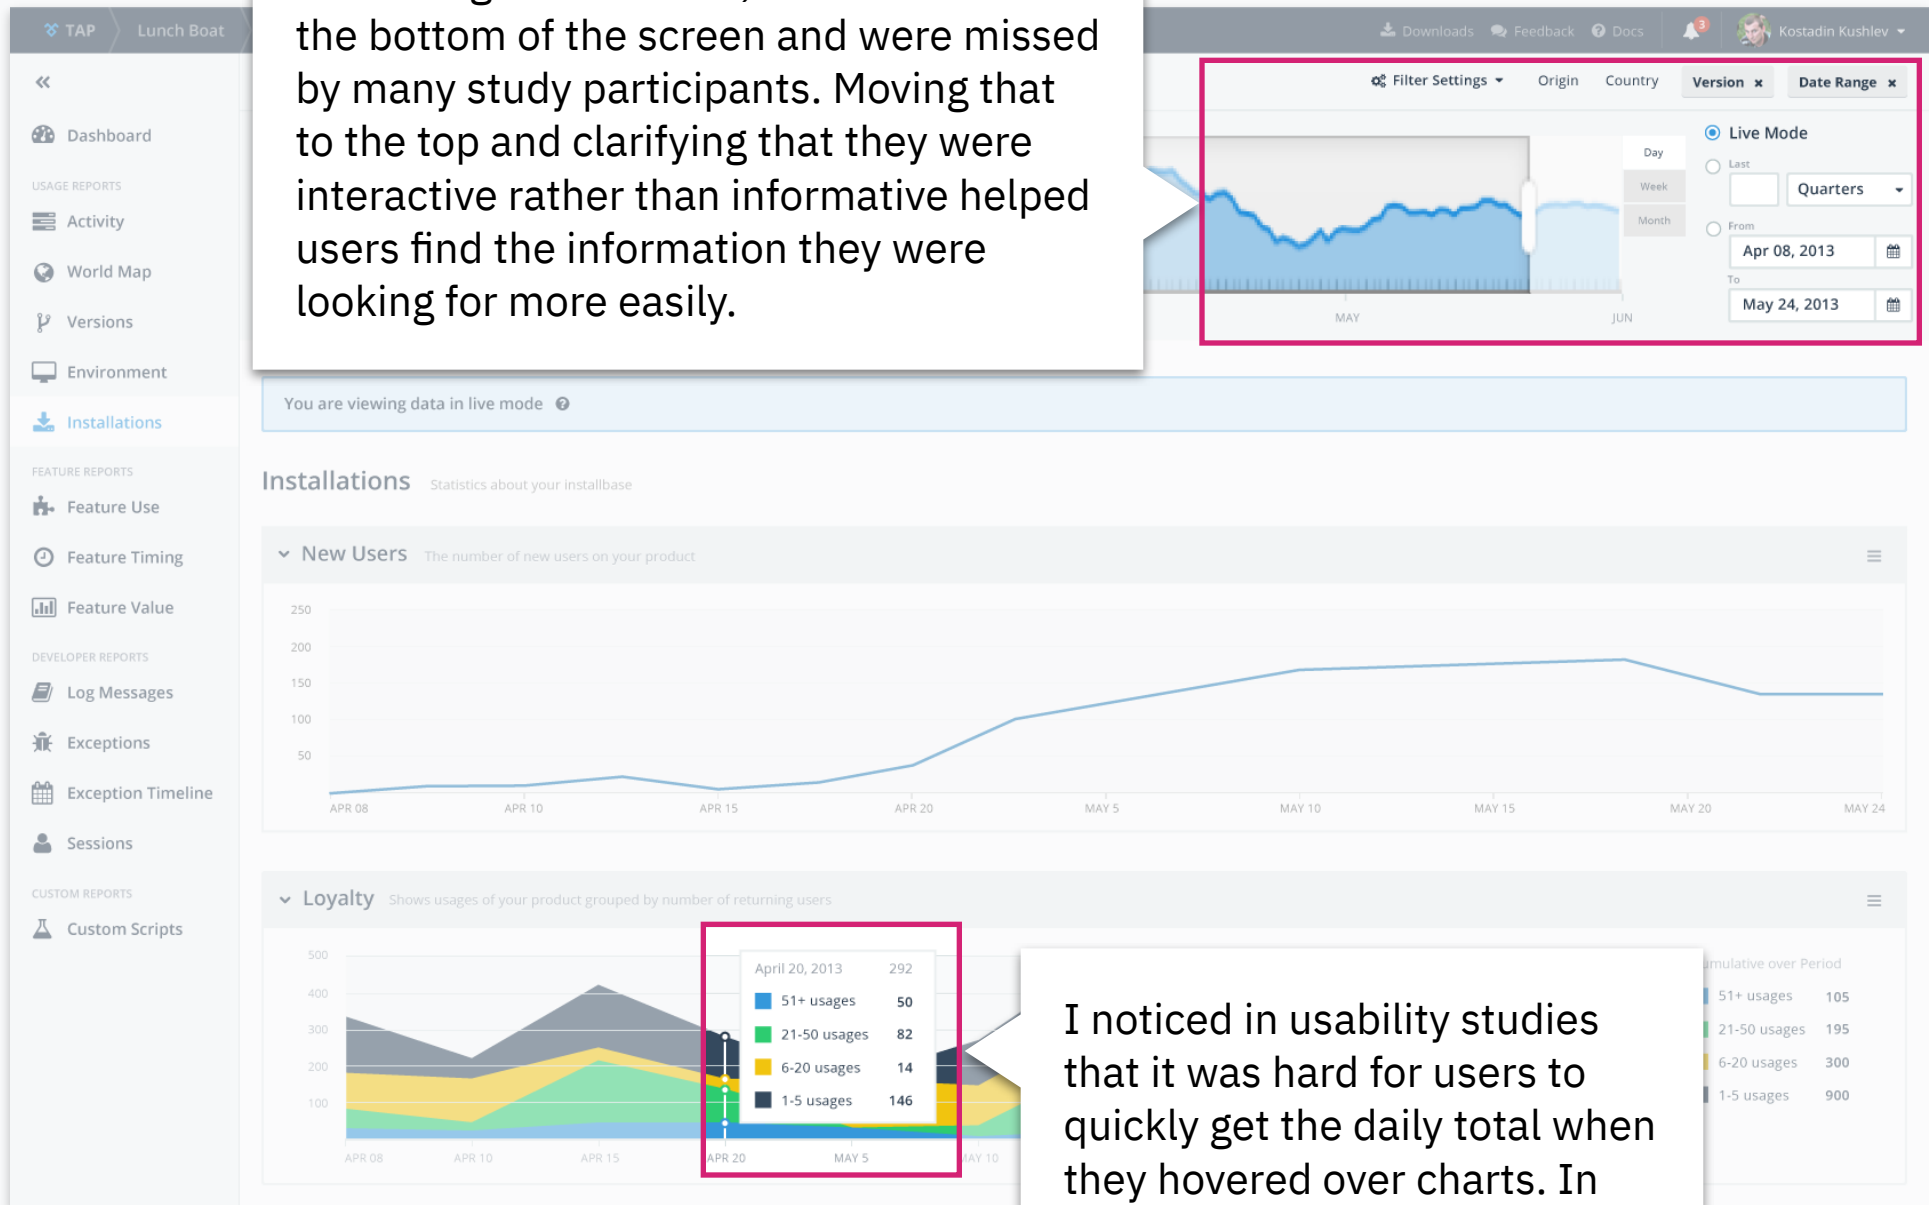 TAP
Lunch Boat
Downloads
Feedback
Docs
3
Kostadin Kushlev
the bottom of the screen and were missed
by many study participants. Moving that
to the top and clarifying that they were
interactive rather than informative helped
users find the information they were
looking for more easily.
Filter Settings
Origin
Country
Version ×
Date Range ×
Day
Week
Month
Live Mode
Last
Quarters
From
Apr 08, 2013
To
May 24, 2013
MAY
JUN
Dashboard
USAGE REPORTS
Activity
World Map
Versions
Environment
Installations
FEATURE REPORTS
Feature Use
Feature Timing
Feature Value
DEVELOPER REPORTS
Log Messages
Exceptions
Exception Timeline
Sessions
CUSTOM REPORTS
Custom Scripts
You are viewing data in live mode
Installations Statistics about your installbase
New Users The number of new users on your product
250
200
150
100
50
APR 08
APR 10
APR 15
APR 20
MAY 5
MAY 10
MAY 15
MAY 20
MAY 24
Loyalty Shows usages of your product grouped by number of returning users
500
400
300
200
100
APR 08
APR 10
APR 15
APR 20
MAY 5
MAY 10
April 20, 2013 292
51+ usages 50
21-50 usages 82
6-20 usages 14
1-5 usages 146
I noticed in usability studies
that it was hard for users to
quickly get the daily total when
they hovered over charts. In
over Period
51+ usages 105
21-50 usages 195
6-20 usages 300
1-5 usages 900